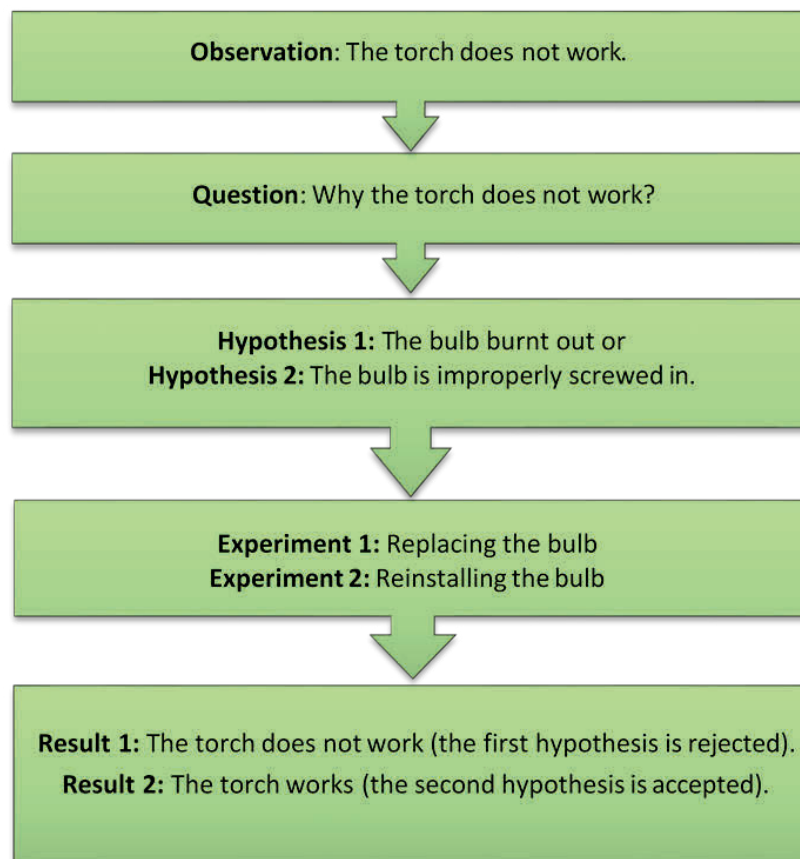 Observation: The torch does not work.
Question: Why the torch does not work?
Hypothesis 1: The bulb burnt out or
Hypothesis 2: The bulb is improperly screwed in.
Experiment 1: Replacing the bulb
Experiment 2: Reinstalling the bulb
Result 1: The torch does not work (the first hypothesis is rejected).
Result 2: The torch works (the second hypothesis is accepted).